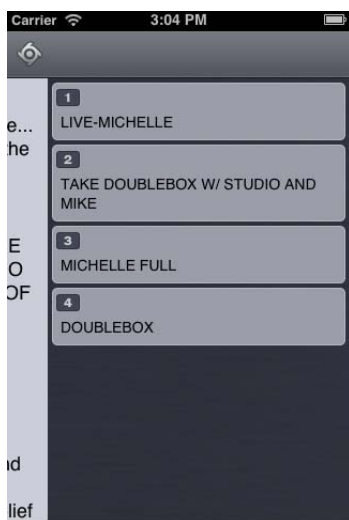 Carrier 3:04 PM
e...
the
E
O
OF
nd
lief
1
LIVE-MICHELLE
2
TAKE DOUBLEBOX W/ STUDIO AND
MIKE
3
MICHELLE FULL
4
DOUBLEBOX